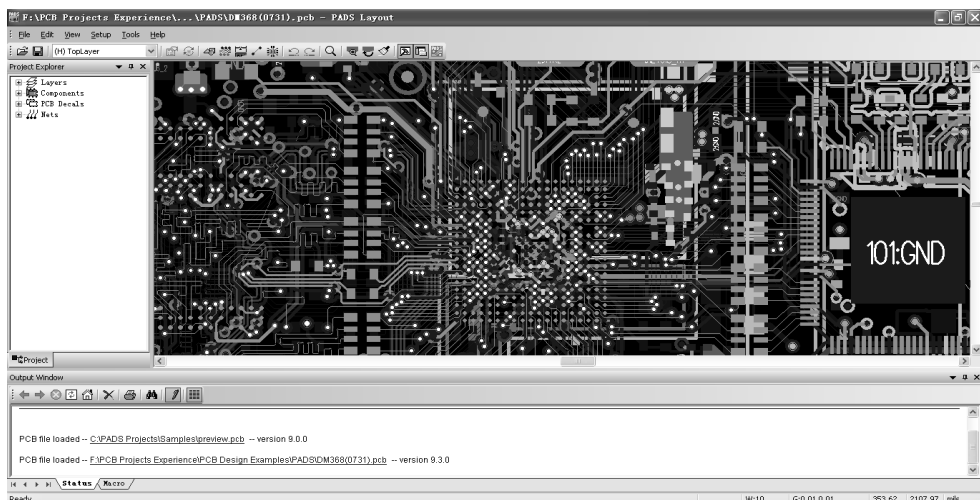 F:\PCB Projects Experience\...\PADS\DM368(0731).pcb - PADS Layout
File Edit View Setup Tools Help
(H) TopLayer
Project Explorer
Layers
Components
PCB Decals
Nets
101:GND
Project
Output Window
PCB file loaded -- C:\PADS Projects\Samples\preview.pcb -- version 9.0.0
PCB file loaded -- F:\PCB Projects Experience\PCB Design Examples\PADS\DM368(0731).pcb -- version 9.3.0
Status Macro
Ready W:10 G:0.01 0.01 353.62 2107.97 mils